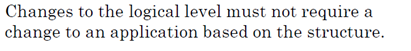 Changes to the logical level must not require a
change to an application based on the structure.